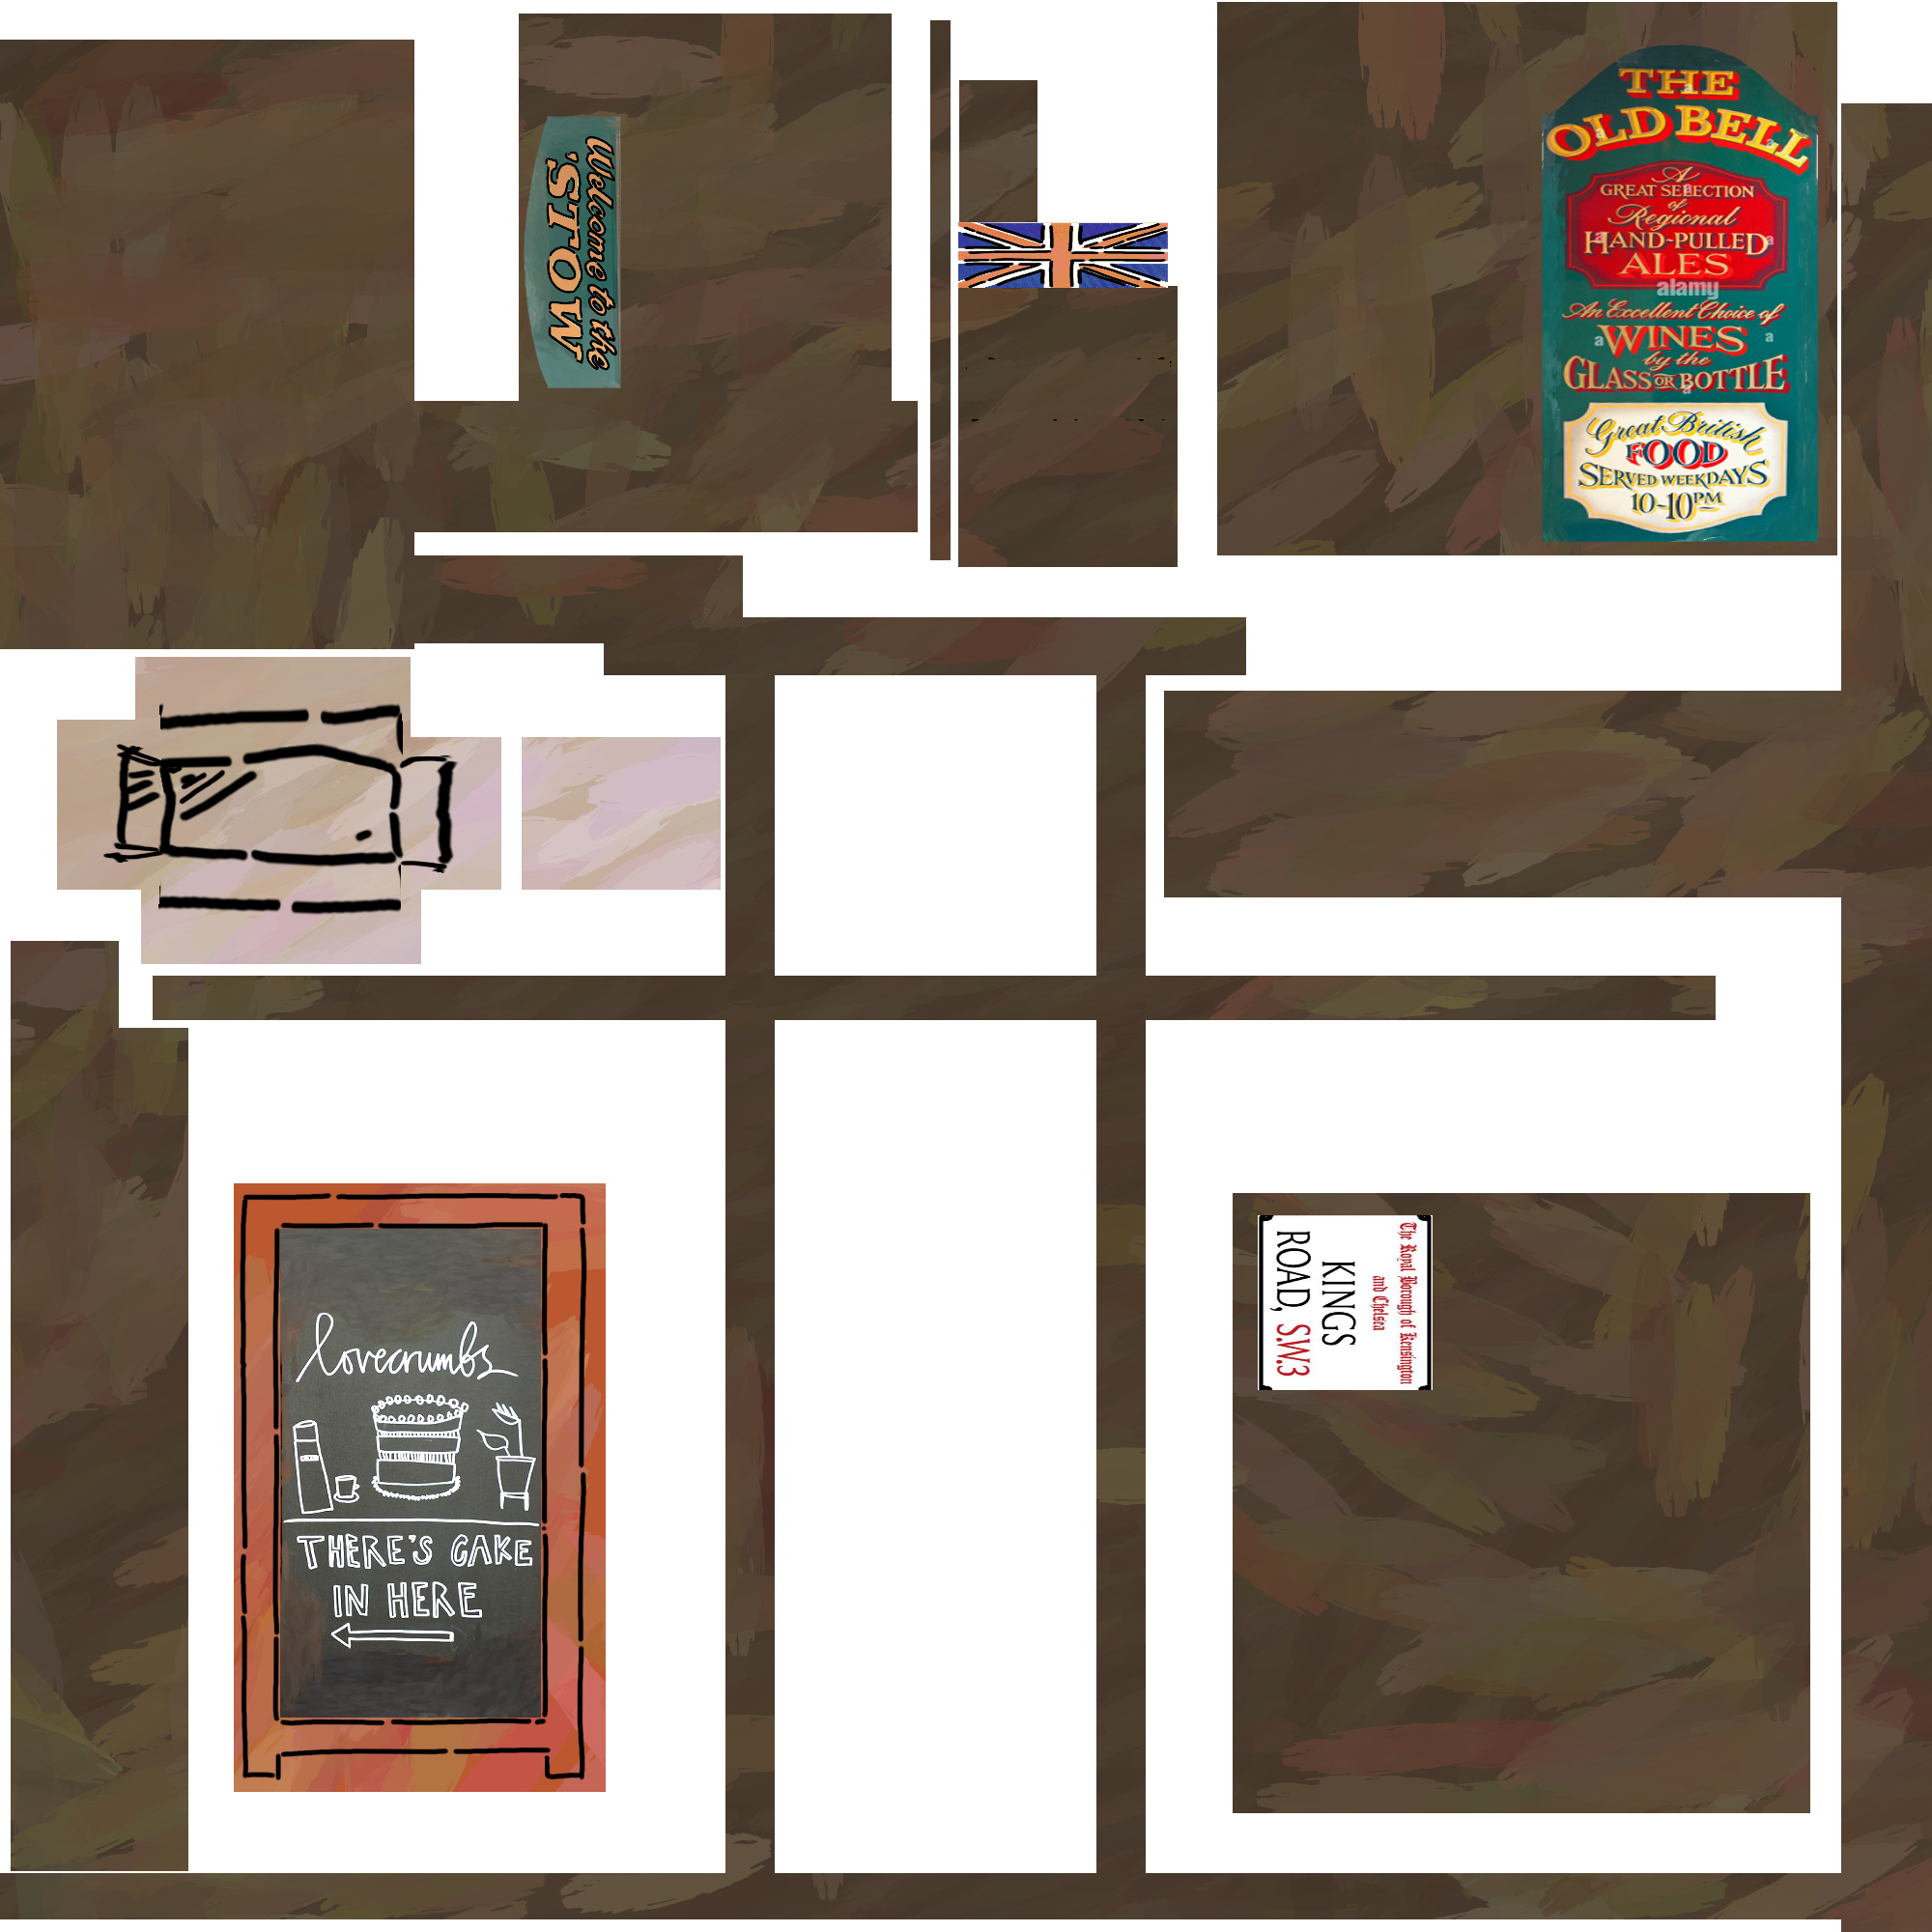 Welcome to the
'STOW
THE
OLD BELL
A
GREAT SELECTION
of
Regional
HAND-PULLED
ALES
alamy
An Excellent Choice of
WINES
by the
GLASS OR BOTTLE
Great British
FOOD
SERVED WEEKDAYS
10-10PM
lovecrumbs
THERE'S CAKE
IN HERE
The Royal Borough of Kensington
and Chelsea
KINGS
ROAD, S.W.3